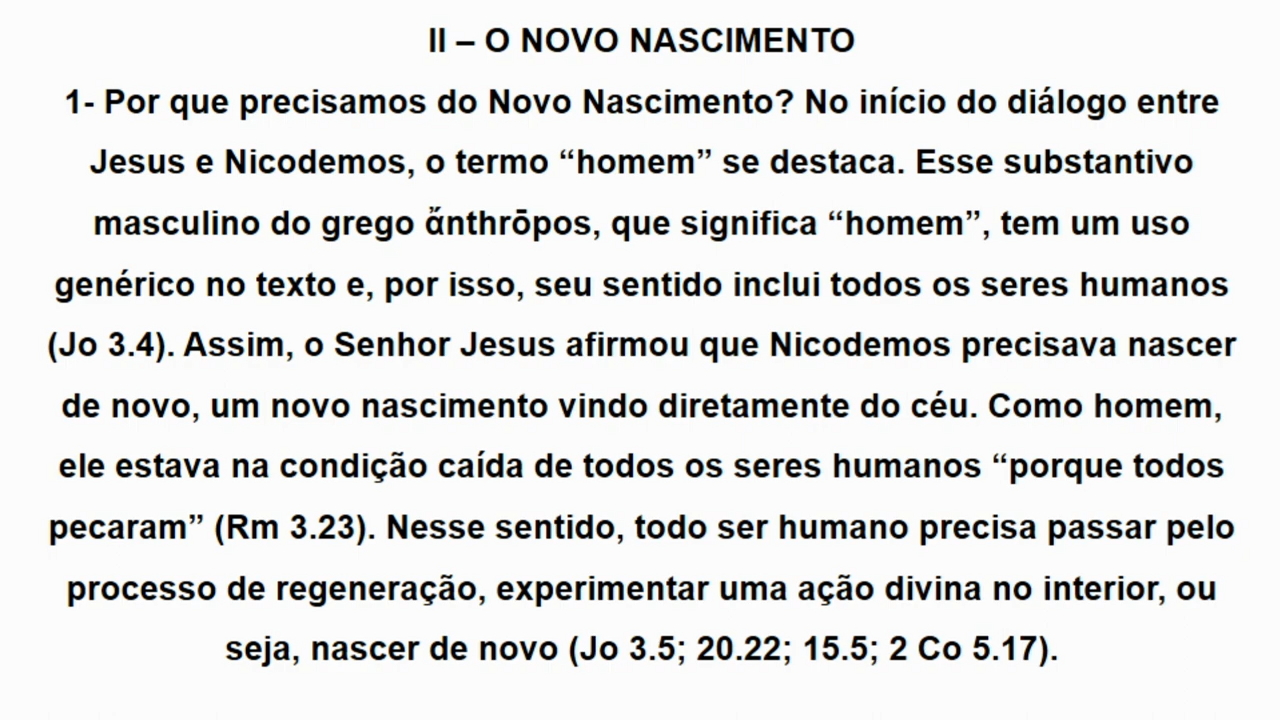 II – O NOVO NASCIMENTO
1- Por que precisamos do Novo Nascimento? No início do diálogo entre
Jesus e Nicodemos, o termo “homem” se destaca. Esse substantivo
masculino do grego ἄnthrōpos, que significa “homem”, tem um uso
genérico no texto e, por isso, seu sentido inclui todos os seres humanos
(Jo 3.4). Assim, o Senhor Jesus afirmou que Nicodemos precisava nascer
de novo, um novo nascimento vindo diretamente do céu. Como homem,
ele estava na condição caída de todos os seres humanos “porque todos
pecaram” (Rm 3.23). Nesse sentido, todo ser humano precisa passar pelo
processo de regeneração, experimentar uma ação divina no interior, ou
seja, nascer de novo (Jo 3.5; 20.22; 15.5; 2 Co 5.17).